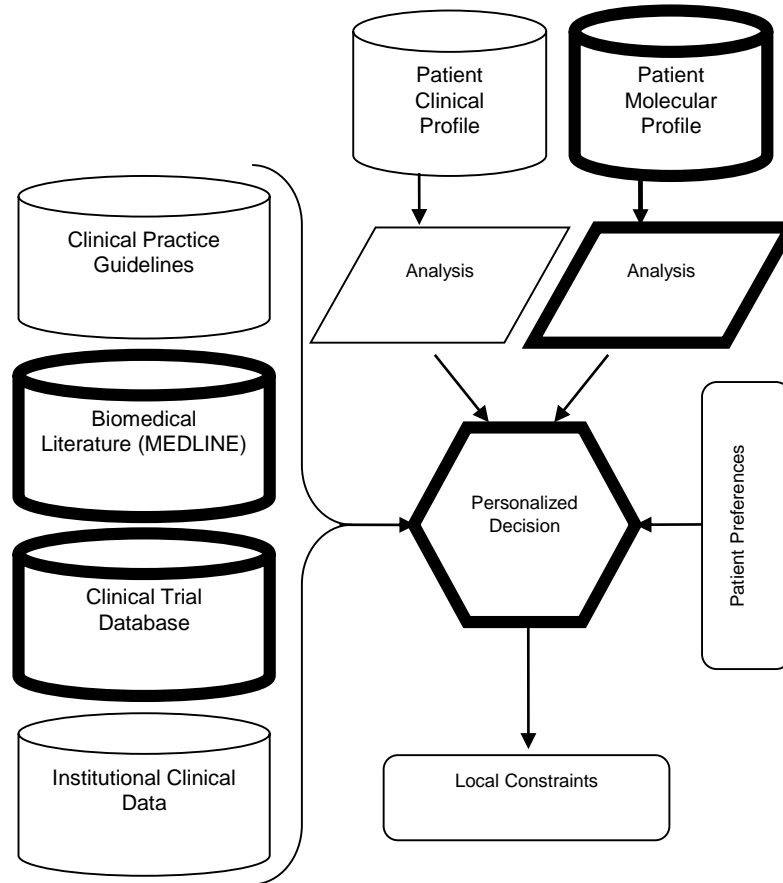 Patient
Clinical
Profile
Patient
Molecular
Profile
Clinical Practice
Guidelines
Analysis
Analysis
Biomedical
Literature (MEDLINE)
Personalized
Decision
Patient Preferences
Clinical Trial
Database
Institutional Clinical
Data
Local Constraints